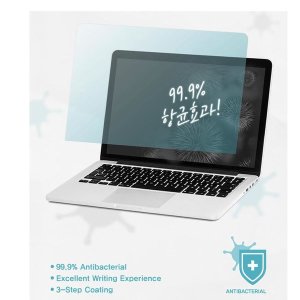 99.9%
항균효과!
• 99.9% Antibacterial
• Excellent Writing Experience
• 3-Step Coating
ANTIBACTERIAL